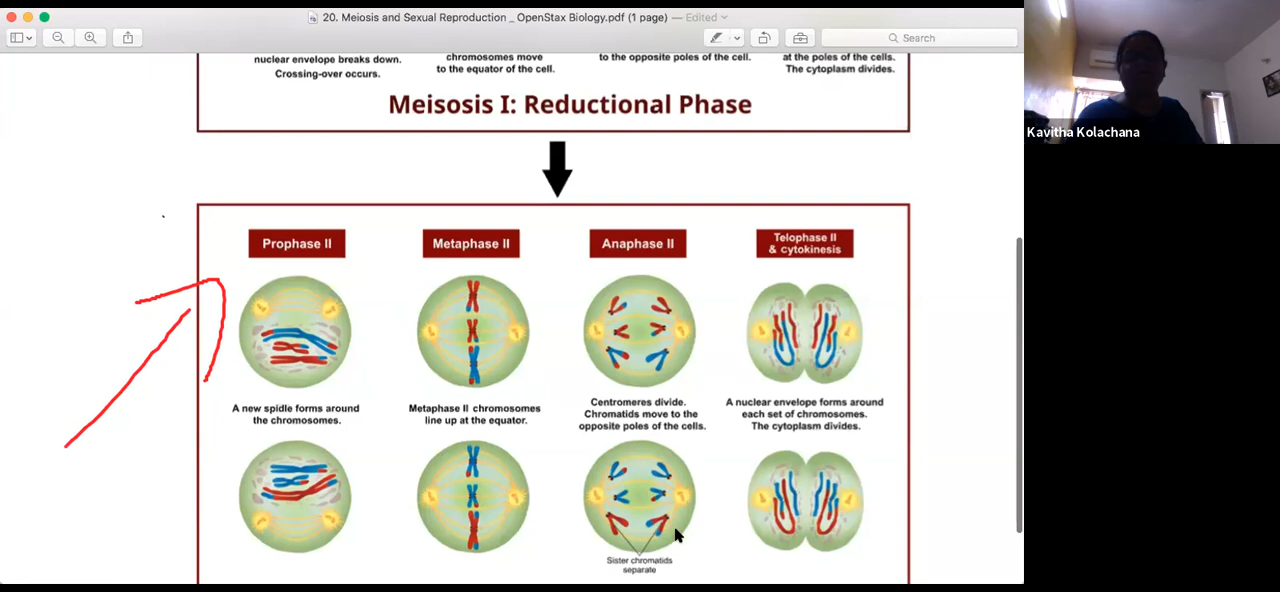 20. Meiosis and Sexual Reproduction _ OpenStax Biology.pdf (1 page) — Edited
Search
nuclear envelope breaks down.
Crossing-over occurs.
chromosomes move
to the equator of the cell.
to the opposite poles of the cell.
at the poles of the cells.
The cytoplasm divides.
Meisosis I: Reductional Phase
Kavitha Kolachana
Prophase II
Metaphase II
Anaphase II
Telophase II
& cytokinesis
A new spidle forms around
the chromosomes.
Metaphase II chromosomes
line up at the equator.
Centromeres divide.
Chromatids move to the
opposite poles of the cells.
A nuclear envelope forms around
each set of chromosomes.
The cytoplasm divides.
Sister chromatids
separate